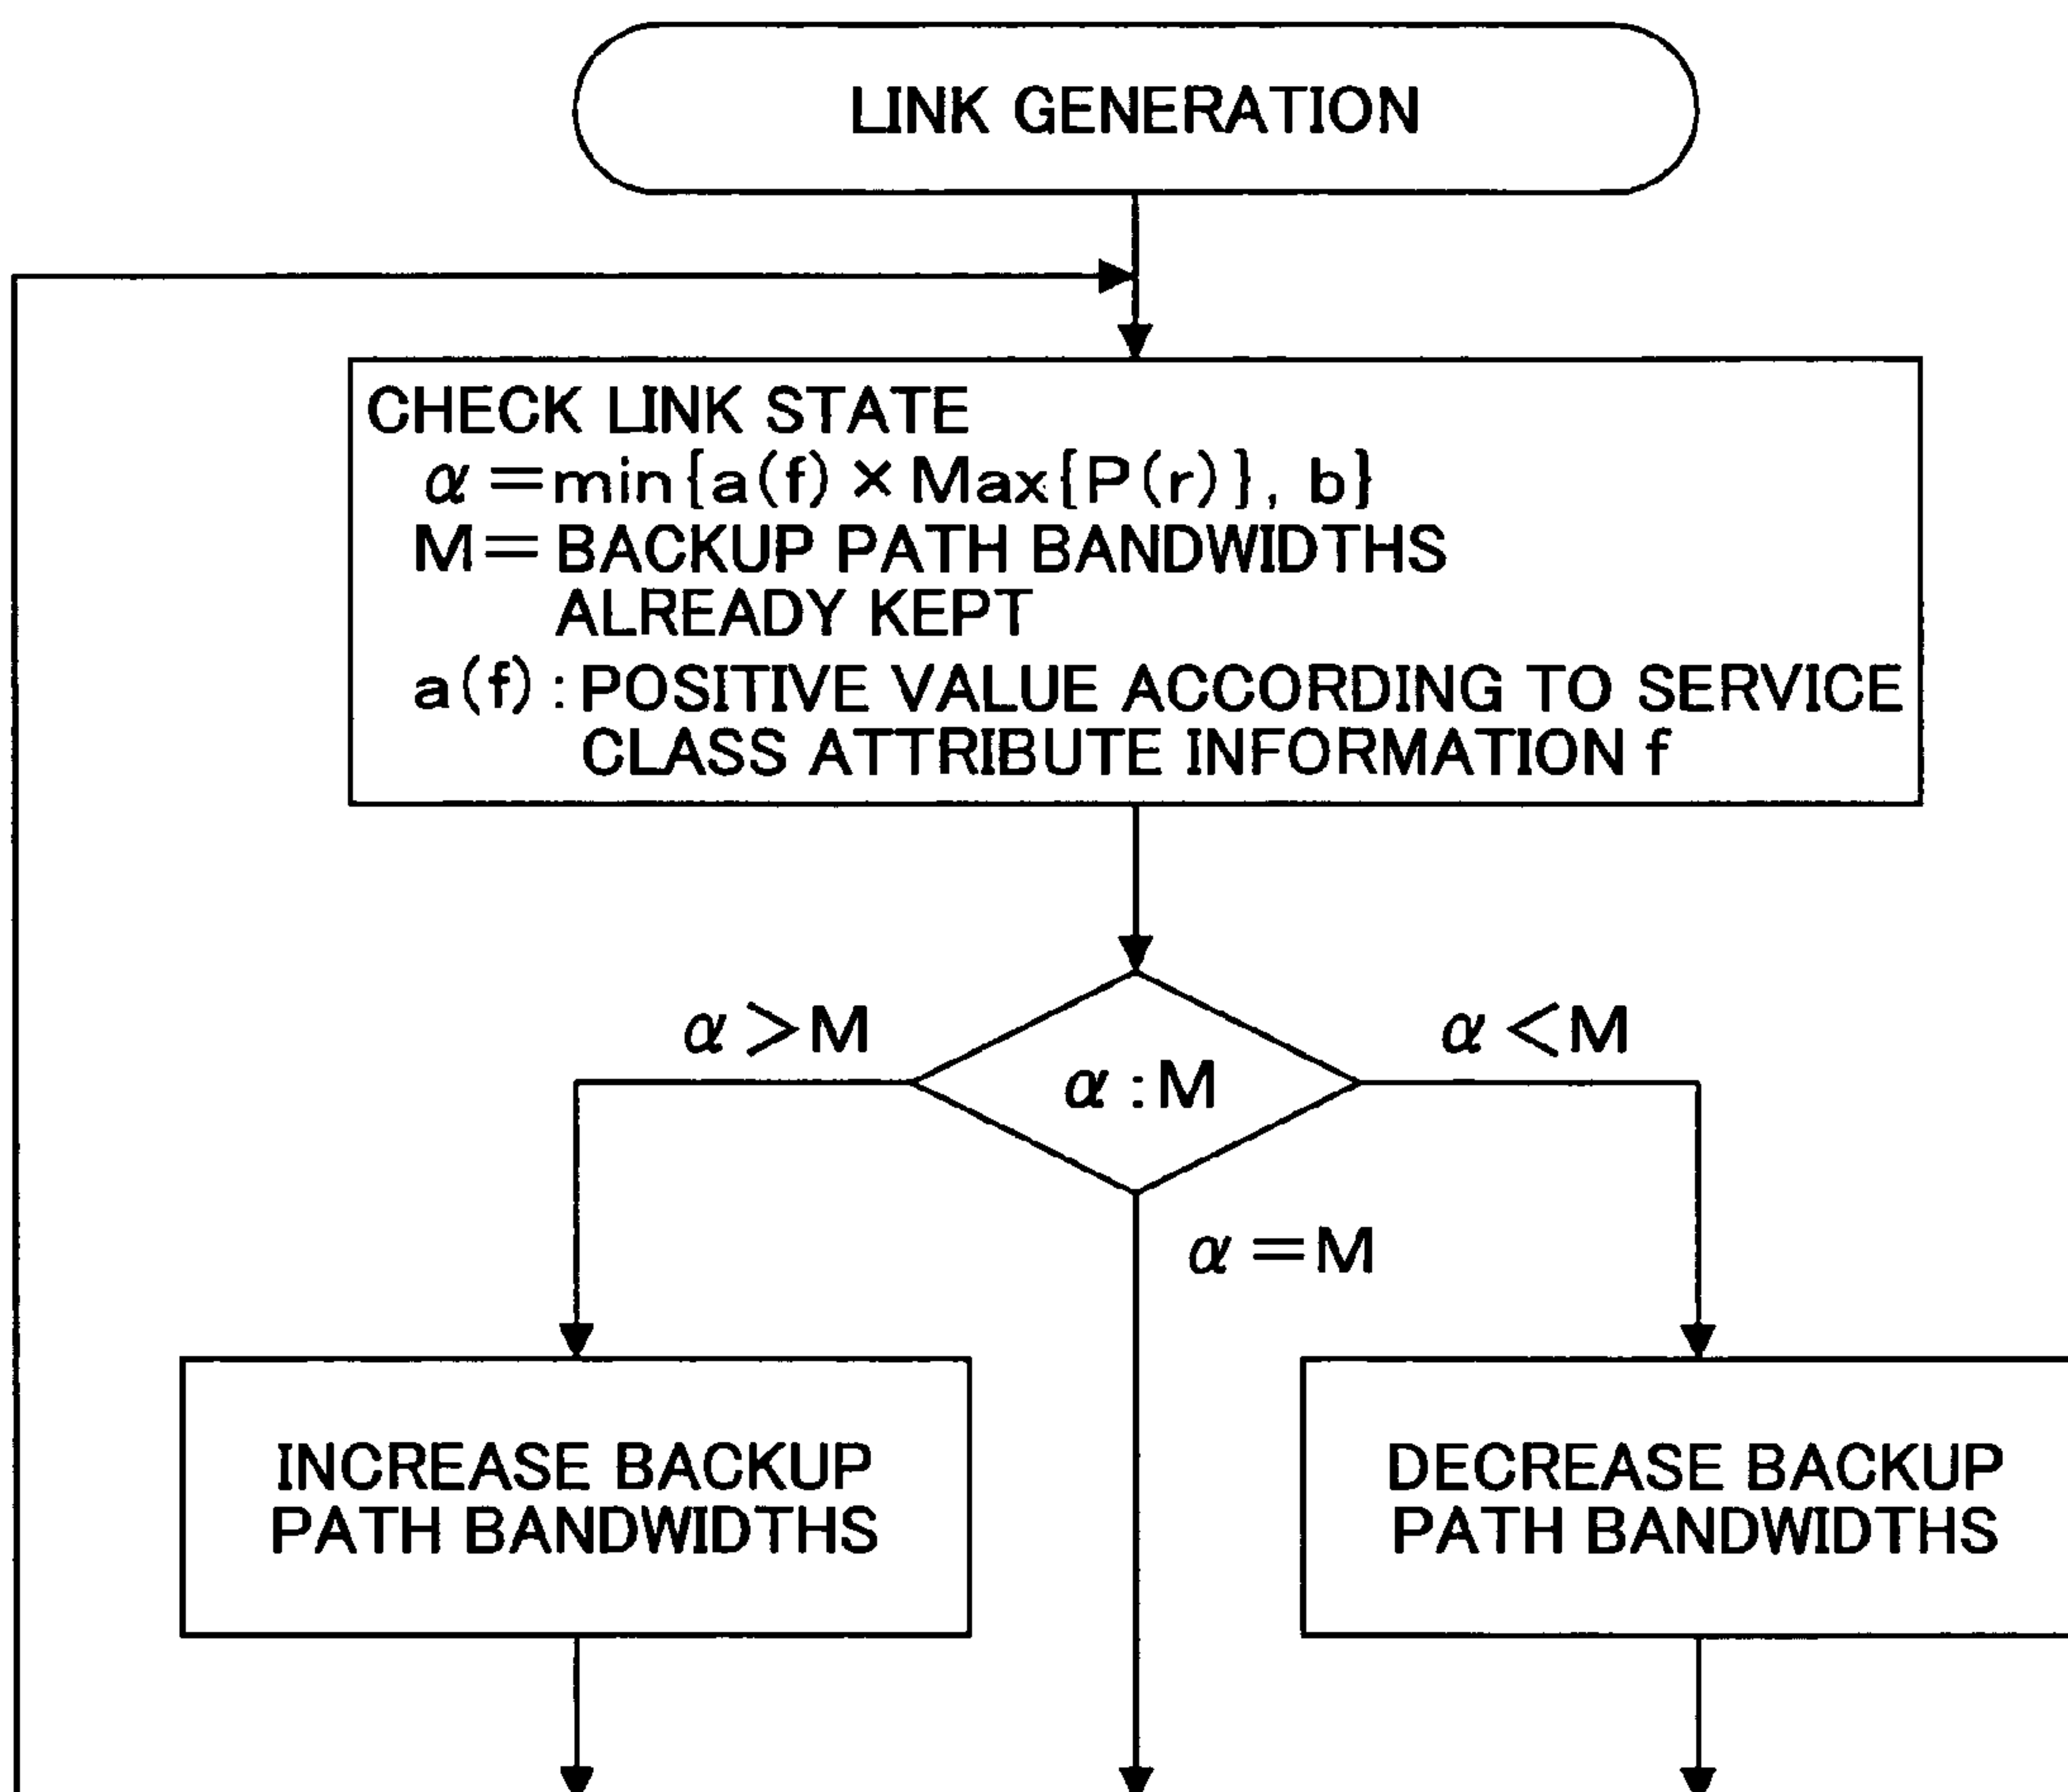 LINK GENERATION
CHECK LINK STATE
α=min{a(f)×Max{P(r)}, b}
M=BACKUP PATH BANDWIDTHS
ALREADY KEPT
a(f):POSITIVE VALUE ACCORDING TO SERVICE
CLASS ATTRIBUTE INFORMATION f
α>M
α:M
α<M
α=M
INCREASE BACKUP
PATH BANDWIDTHS
DECREASE BACKUP
PATH BANDWIDTHS